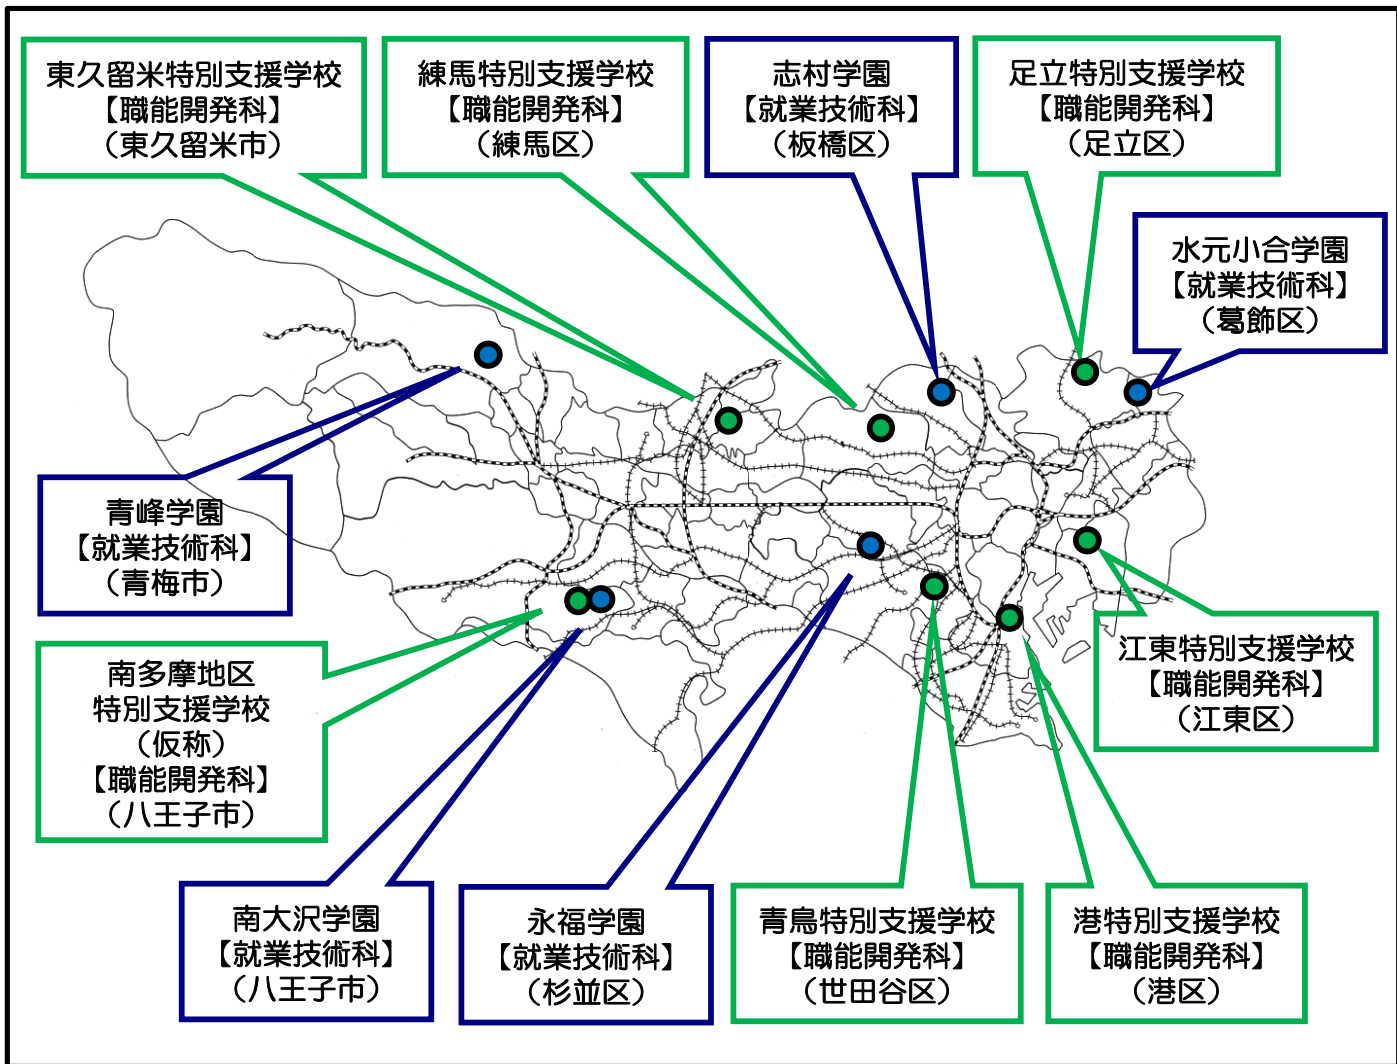 東久留米特別支援学校
【職能開発科】
（東久留米市）
練馬特別支援学校
【職能開発科】
（練馬区）
志村学園
【就業技術科】
（板橋区）
足立特別支援学校
【職能開発科】
（足立区）
水元小合学園
【就業技術科】
（葛飾区）
青峰学園
【就業技術科】
（青梅市）
江東特別支援学校
【職能開発科】
（江東区）
南多摩地区
特別支援学校
（仮称）
【職能開発科】
（八王子市）
南大沢学園
【就業技術科】
（八王子市）
永福学園
【就業技術科】
（杉並区）
青鳥特別支援学校
【職能開発科】
（世田谷区）
港特別支援学校
【職能開発科】
（港区）